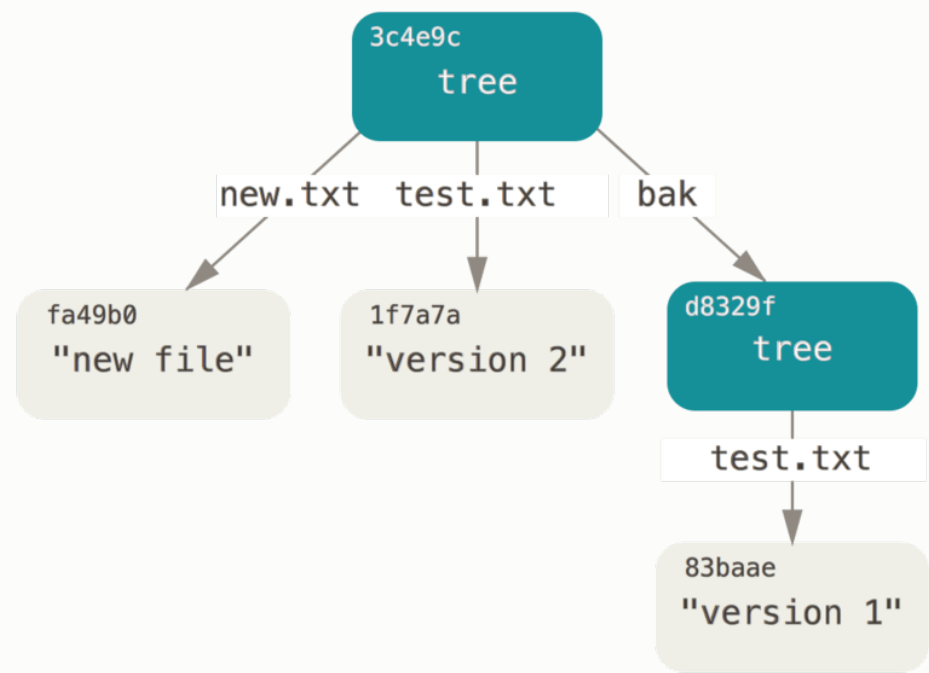 3c4e9c
tree
new.txt test.txt bak
fa49b0
"new file"
1f7a7a
"version 2"
d8329f
tree
test.txt
83baae
"version 1"